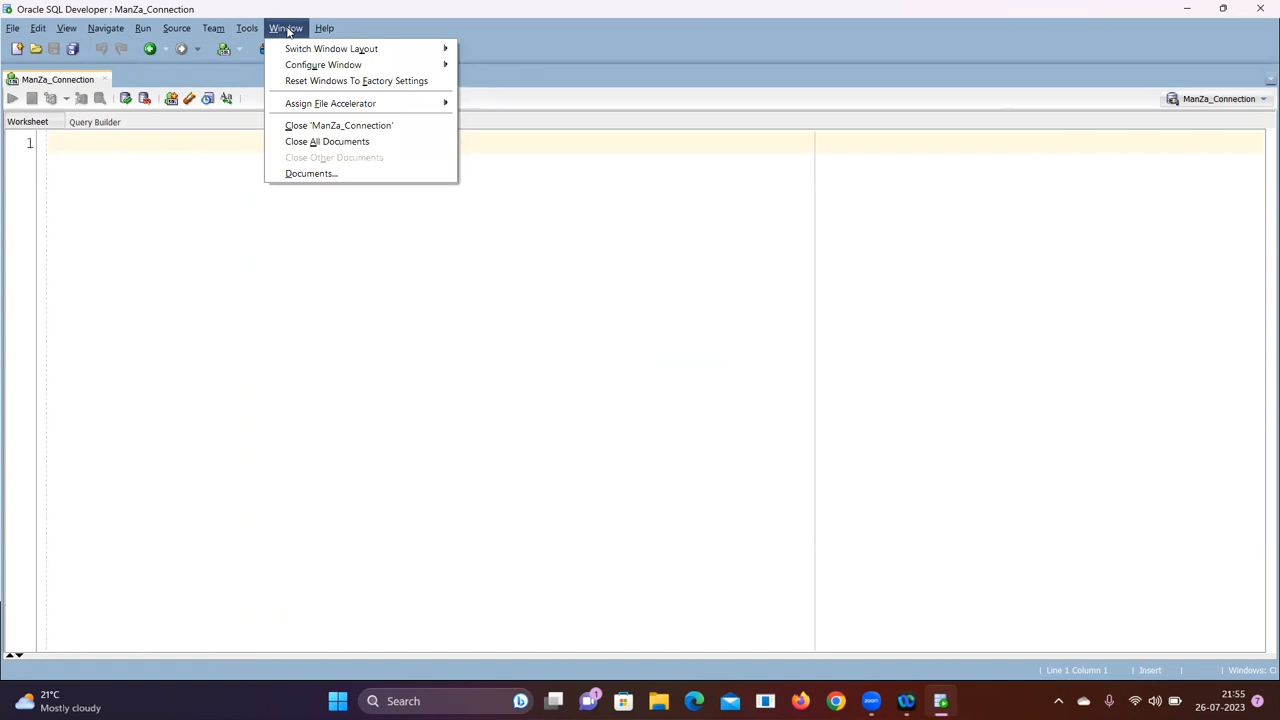 Oracle SQL Developer : ManZa_Connection
File Edit View Navigate Run Source Team Tools Window Help
Switch Window Layout
Configure Window
Reset Windows To Factory Settings
Assign File Accelerator
Close 'ManZa_Connection'
Close All Documents
Close Other Documents
Documents...
ManZa_Connection
ManZa_Connection
Worksheet Query Builder
1
Line 1 Column 1 Insert Windows: C
21°C
Mostly cloudy
Search
1
21:55
26-07-2023
7